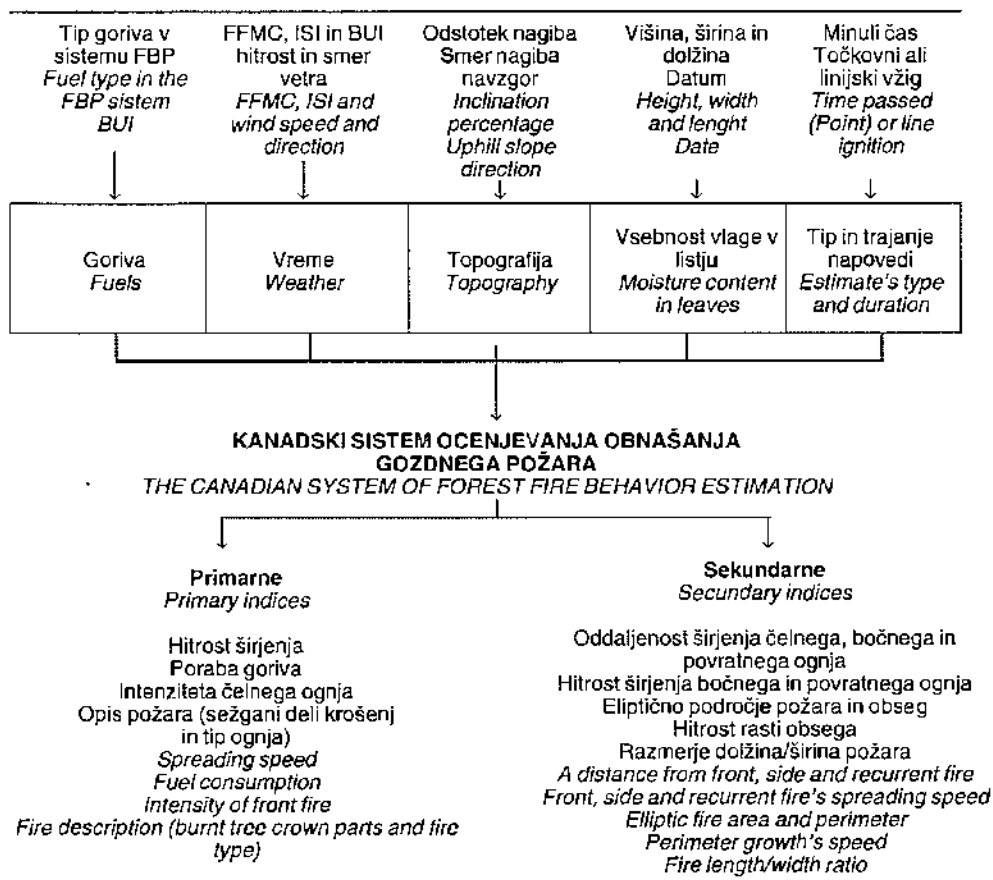 Tip goriva v
sistemu FBP
Fuel type in the
FBP sistem
BUI
FFMC, ISI in BUI
hitrost in smer
vetra
FFMC, ISI and
wind speed and
direction
Odstotek nagiba
Smer nagiba
navzgor
Inclination
percentage
Uphill slope
direction
Višina, širina in
dolžina
Datum
Height, width
and lenght
Date
Minuli čas
Točkovni ali
linijski vžig
Time passed
(Point) or line
ignition
Goriva
Fuels
Vreme
Weather
Topografija
Topography
Vsebnost vlage v
listju
Moisture content
in leaves
Tip in trajanje
napovedi
Estimate's type
and duration
KANADSKI SISTEM OCENJEVANJA OBNAŠANJA
GOZDNEGA POŽARA
THE CANADIAN SYSTEM OF FOREST FIRE BEHAVIOR ESTIMATION
Primarne
Primary indices
Hitrost širjenja
Poraba goriva
Intenziteta čelnega ognja
Opis požara (sežgani deli krošenj
in tip ognja)
Spreading speed
Fuel consumption
Intensity of front fire
Fire description (burnt tree crown parts and fire
type)
Sekundarne
Secundary indices
Oddaljenost širjenja čelnega, bočnega in
povratnega ognja
Hitrost širjenja bočnega in povratnega ognja
Eliptično področje požara in obseg
Hitrost rasti obsega
Razmerje dolžina/širina požara
A distance from front, side and recurrent fire
Front, side and recurrent fire's spreading speed
Elliptic fire area and perimeter
Perimeter growth's speed
Fire length/width ratio